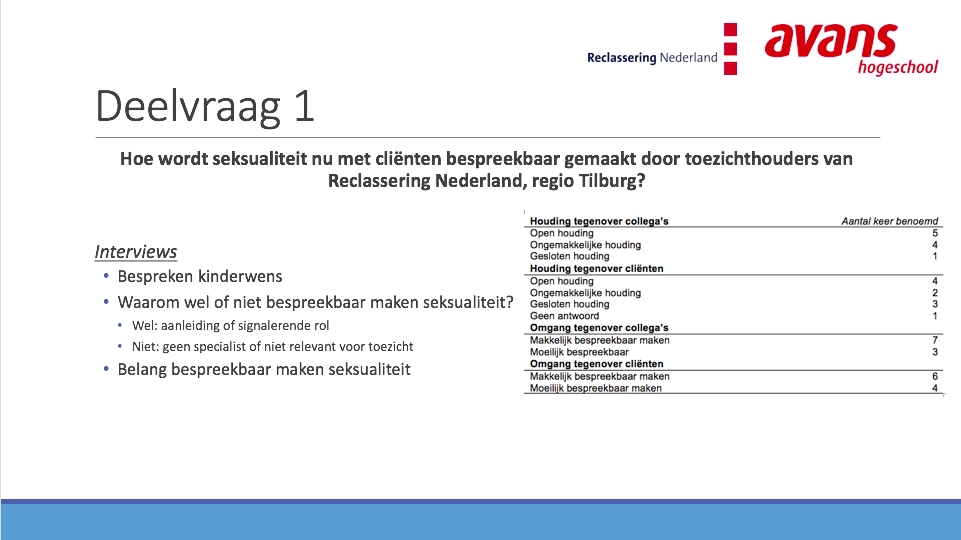 Reclassering Nederland
avans
hogeschool
Deelvraag 1
Hoe wordt seksualiteit nu met cliënten bespreekbaar gemaakt door toezichthouders van
Reclassering Nederland, regio Tilburg?
Interviews
• Bespreken kinderwens
• Waarom wel of niet bespreekbaar maken seksualiteit?
• Wel: aanleiding of signalerende rol
• Niet: geen specialist of niet relevant voor toezicht
• Belang bespreekbaar maken seksualiteit
Houding tegenover collega's Aantal keer benoemd
Open houding 5
Ongemakkelijke houding 4
Gesloten houding 1
Houding tegenover cliënten
Open houding 4
Ongemakkelijke houding 2
Gesloten houding 3
Geen antwoord 1
Omgang tegenover collega's
Makkelijk bespreekbaar maken 7
Moeilijk bespreekbaar 3
Omgang tegenover cliënten
Makkelijk bespreekbaar maken 6
Moeilijk bespreekbaar maken 4